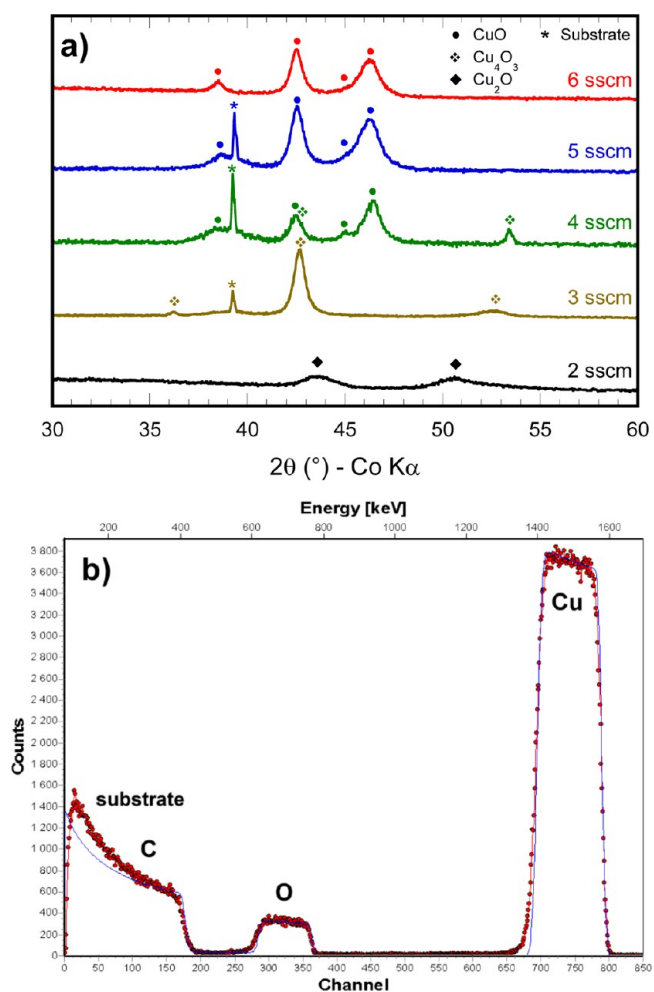 a)
● CuO * Substrate
❖ Cu4O3
◆ Cu2O
6 sscm
*
5 sscm
*
4 sscm
*
3 sscm
2 sscm
30 35 40 45 50 55 60
2θ (°) - Co Kα
Energy [keV]
200 400 600 800 1000 1200 1400 1600
b)
3 800
3 600
3 400
3 200
3 000
2 800
2 600
2 400
2 200
2 000
1 800
1 600
1 400
1 200
1 000
800
600
400
200
0
Counts
Cu
substrate
C
O
0 50 100 150 200 250 300 350 400 450 500 550 600 650 700 750 800 850
Channel